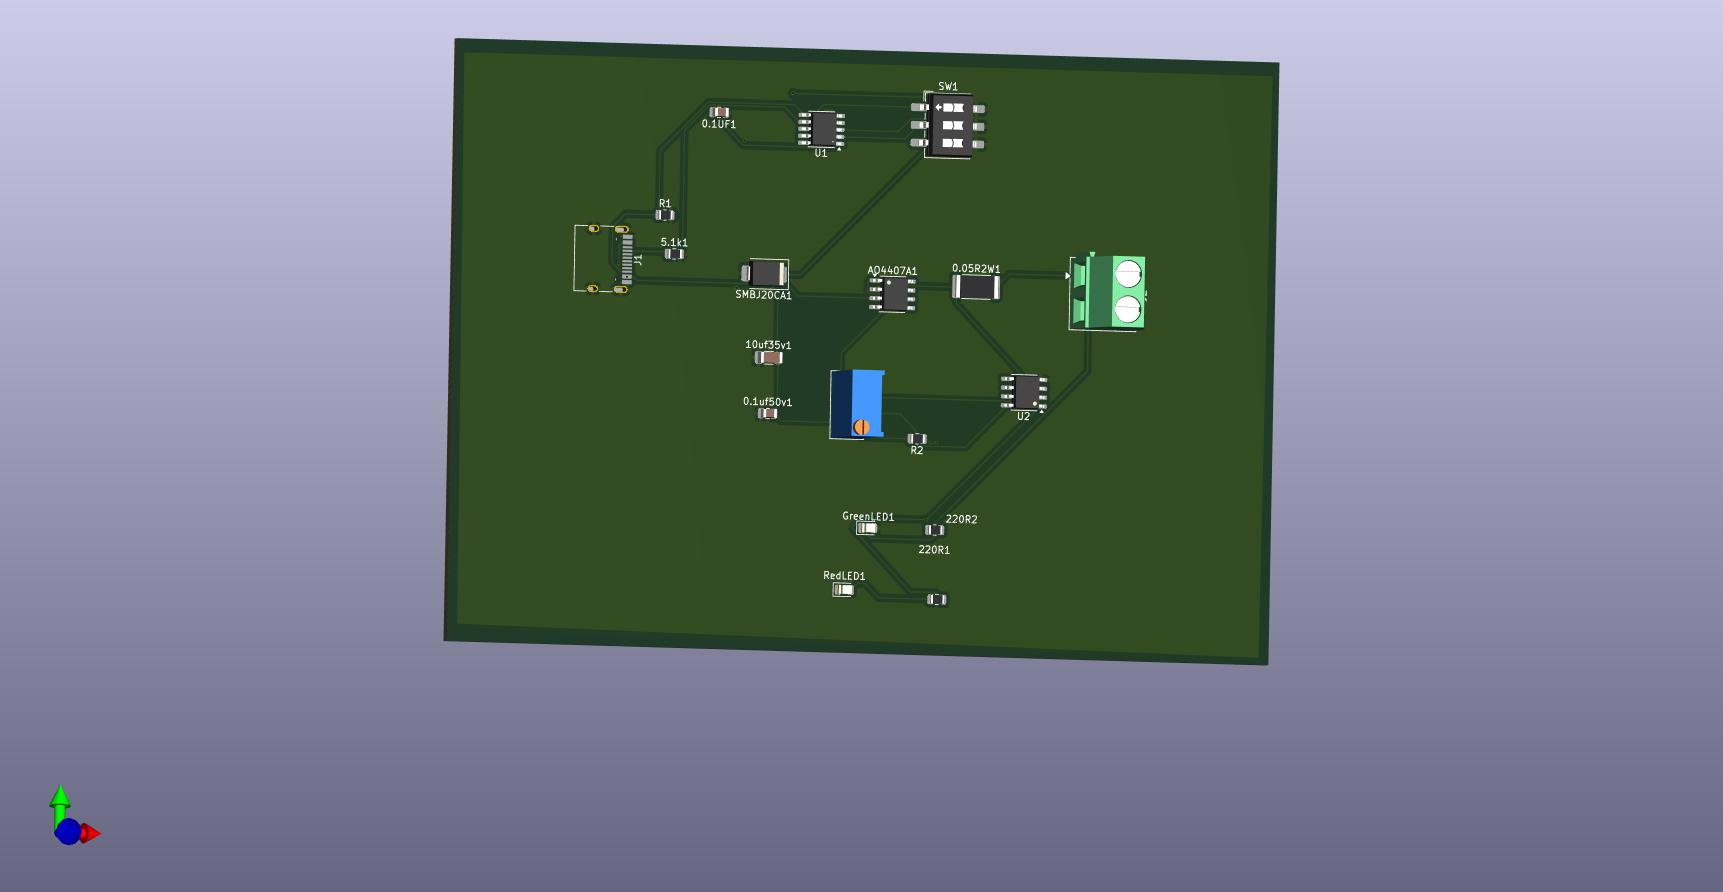 SW1
0.1UF1
U1
R1
5.1k1
J1
SMBJ20CA1
AO4407A1
0.05R2W1
10uf35v1
0.1uf50v1
U2
R2
GreenLED1
220R2
220R1
RedLED1